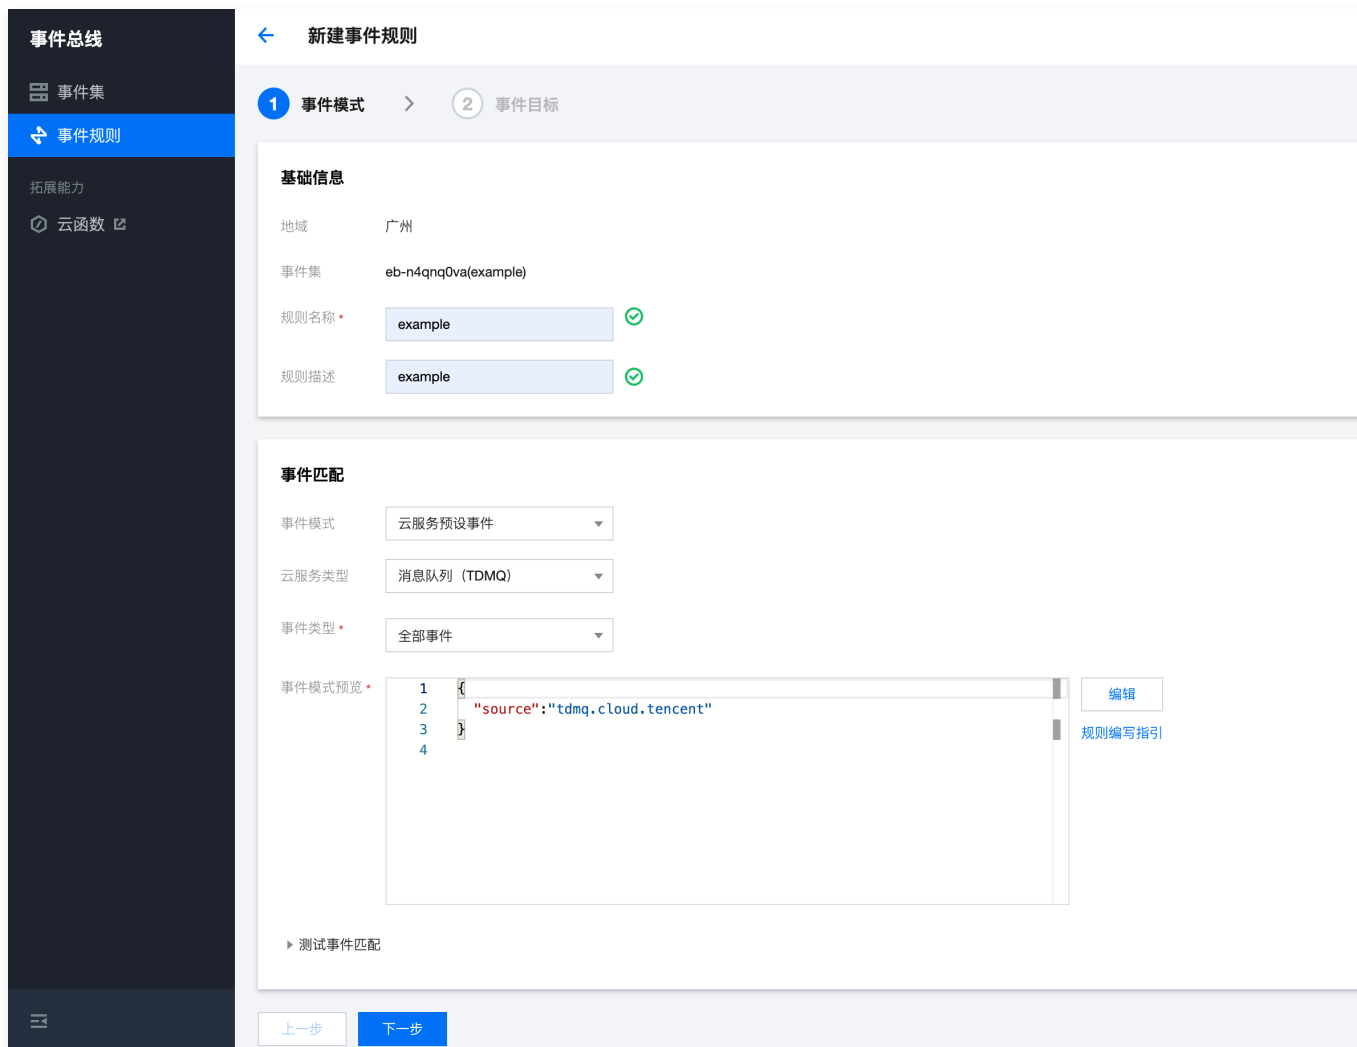 事件总线
事件集
事件规则
拓展能力
云函数
新建事件规则
1 事件模式
2 事件目标
基础信息
地域 广州
事件集 eb-n4qnq0va(example)
规则名称 * example
规则描述 example
事件匹配
事件模式 云服务预设事件
云服务类型 消息队列（TDMQ）
事件类型 * 全部事件
事件模式预览 * 1 {
2 "source":"tdmq.cloud.tencent"
3 }
4
编辑
规则编写指引
测试事件匹配
上一步 下一步